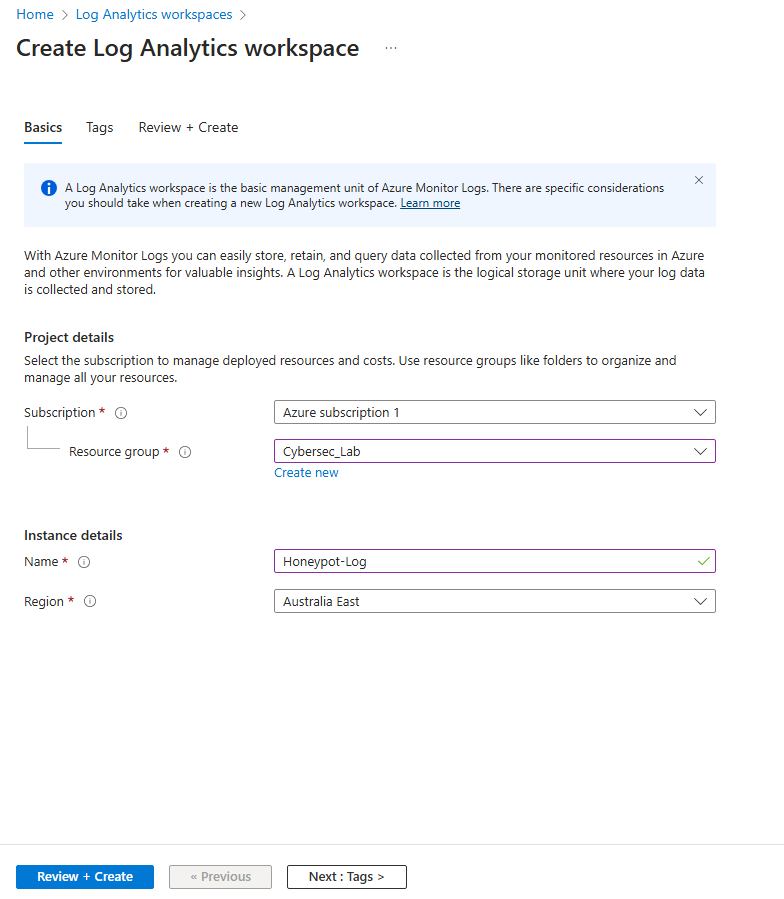 Home > Log Analytics workspaces >
Create Log Analytics workspace ...
Basics Tags Review + Create
A Log Analytics workspace is the basic management unit of Azure Monitor Logs. There are specific considerations
you should take when creating a new Log Analytics workspace. Learn more
With Azure Monitor Logs you can easily store, retain, and query data collected from your monitored resources in Azure
and other environments for valuable insights. A Log Analytics workspace is the logical storage unit where your log data
is collected and stored.
Project details
Select the subscription to manage deployed resources and costs. Use resource groups like folders to organize and
manage all your resources.
Subscription * Azure subscription 1
Resource group * Cybersec_Lab
Create new
Instance details
Name * Honeypot-Log
Region * Australia East
Review + Create « Previous Next : Tags >